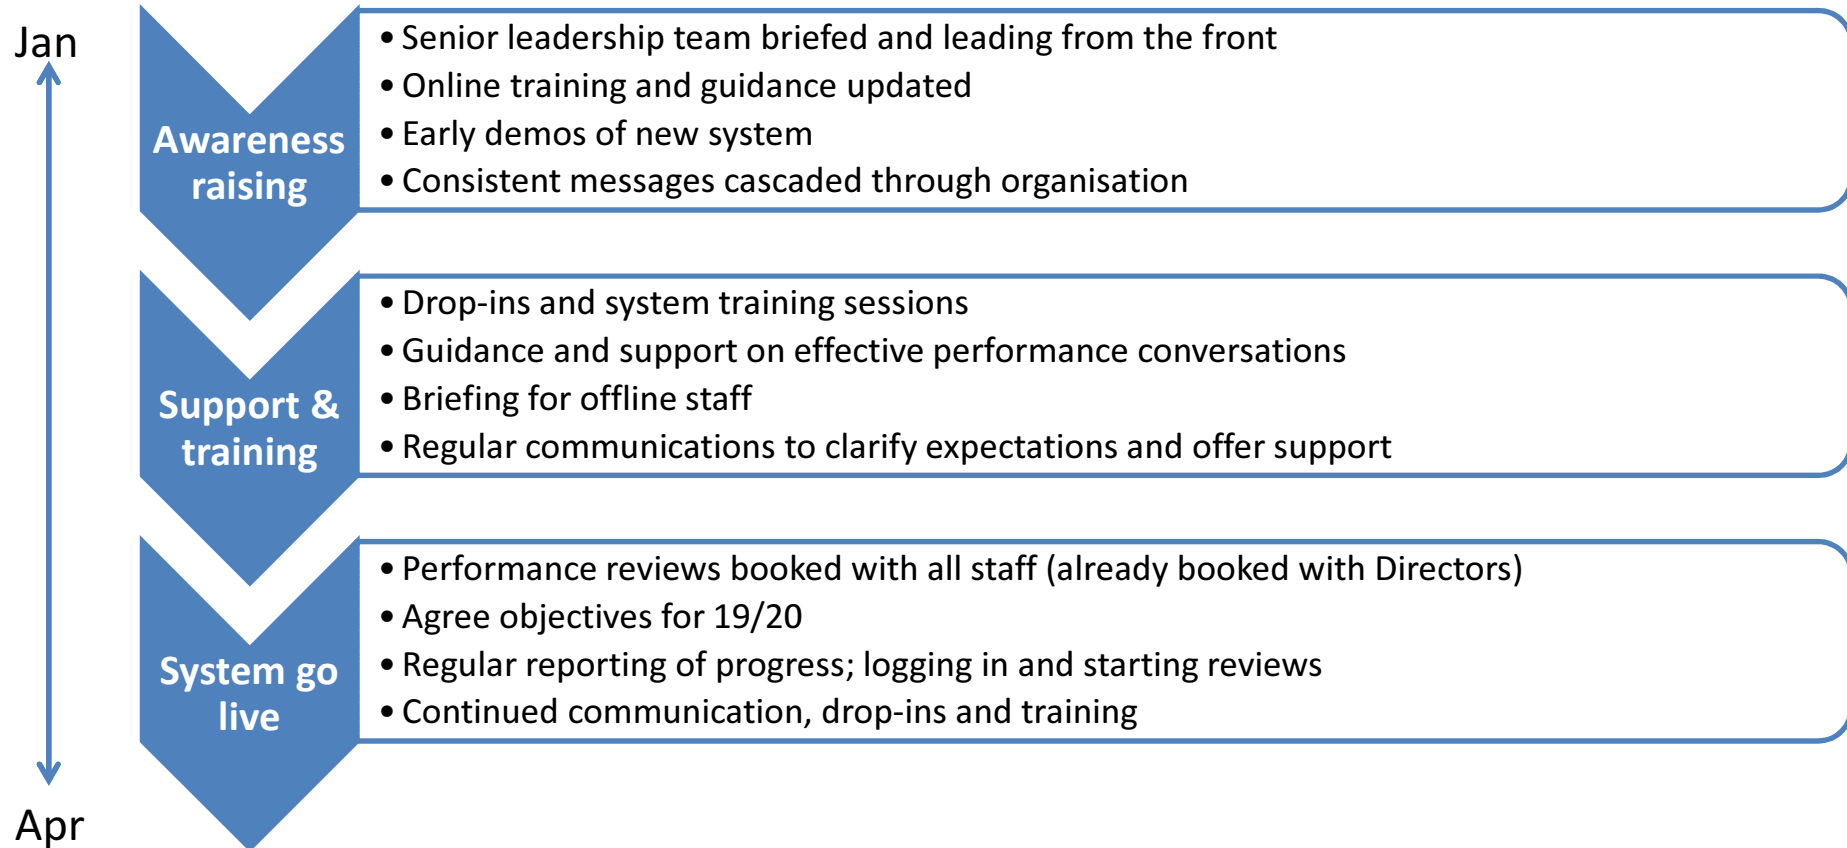 Jan
Awareness
raising
• Senior leadership team briefed and leading from the front
• Online training and guidance updated
• Early demos of new system
• Consistent messages cascaded through organisation
Support &
training
• Drop-ins and system training sessions
• Guidance and support on effective performance conversations
• Briefing for offline staff
• Regular communications to clarify expectations and offer support
System go
live
• Performance reviews booked with all staff (already booked with Directors)
• Agree objectives for 19/20
• Regular reporting of progress; logging in and starting reviews
• Continued communication, drop-ins and training
Apr